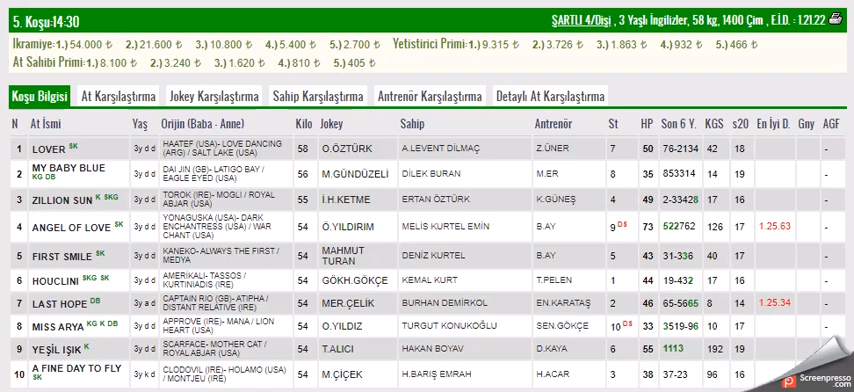 5. Koşu:14:30 ŞARTLI 4/Dişi , 3 Yaşlı İngilizler, 58 kg, 1400 Çim , E.İ.D. : 1.21.22
Ikramiye: 1.) 54.000 ₺ 2.) 21.600 ₺ 3.) 10.800 ₺ 4.) 5.400 ₺ 5.) 2.700 ₺ Yetistirici Primi: 1.) 9.315 ₺ 2.) 3.726 ₺ 3.) 1.863 ₺ 4.) 932 ₺ 5.) 466 ₺
At Sahibi Primi: 1.) 8.100 ₺ 2.) 3.240 ₺ 3.) 1.620 ₺ 4.) 810 ₺ 5.) 405 ₺
Koşu Bilgisi At Karşılaştırma Jokey Karşılaştırma Sahip Karşılaştırma Antrenör Karşılaştırma Detaylı At Karşılaştırma
N At İsmi Yaş Orijin (Baba - Anne) Kilo Jokey Sahip Antrenör St HP Son 6 Y. KGS s20 En İyi D. Gny AGF
1 LOVER SK 3y d d HAATEF (USA)- LOVE DANCING (ARG) / SALT LAKE (USA) 58 O.ÖZTÜRK A.LEVENT DİLMAÇ Z.ÜNER 7 50 76-2134 42 18 -
2 MY BABY BLUE KG DB 3y d d DAI JIN (GB)- LATIGO BAY / EAGLE EYED (USA) 56 M.GÜNDÜZELİ DİLEK BURAN M.ER 8 35 853314 14 19 -
3 ZILLION SUN K SKG 3y d d TOROK (IRE)- MOGLI / ROYAL ABJAR (USA) 55 İ.H.KETME ERTAN ÖZTÜRK K.GÜNEŞ 4 49 2-33428 17 16 -
4 ANGEL OF LOVE SK 3y d d YONAGUSKA (USA)- DARK ENCHANTRESS (USA) / WAR CHANT (USA) 54 Ö.YILDIRIM MELİS KURTEL EMİN B.AY 9 DS 73 522762 126 17 1.25.63 -
5 FIRST SMILE SK 3y d d KANEKO- ALWAYS THE FIRST / MEDYA 54 MAHMUT TURAN DENİZ KURTEL B.AY 5 43 31-336 40 17 -
6 HOUCLINI SKG SK 3y d d AMERİKALI- TASSOS / KURTINIADIS (IRE) 54 GÖKH.GÖKÇE KEMAL KURT T.PELEN 1 44 19-432 17 16 -
7 LAST HOPE DB 3y a d CAPTAIN RIO (GB)- ATIPHA / DISTANT RELATIVE (IRE) 54 MER.ÇELİK BURHAN DEMİRKOL EN.KARATAŞ 2 46 65-5665 8 14 1.25.34 -
8 MISS ARYA KG K DB 3y d d APPROVE (IRE)- MANA / LION HEART (USA) 54 O.YILDIZ TURGUT KONUKOĞLU SEN.GÖKÇE 10 DS 33 3519-96 10 17 -
9 YEŞİL IŞIK K 3y d d SCARFACE- MOTHER CAT / ROYAL ABJAR (USA) 54 T.ALICI HAKAN BOYAV D.KAYA 6 55 1113 192 16 -
10 A FINE DAY TO FLY SK 3y k d CLODOVIL (IRE)- HOLAMO (USA) / MONTJEU (IRE) 54 M.ÇİÇEK H.BARIŞ EMRAH H.ACAR 3 38 37-23 96 16
Screenpresso